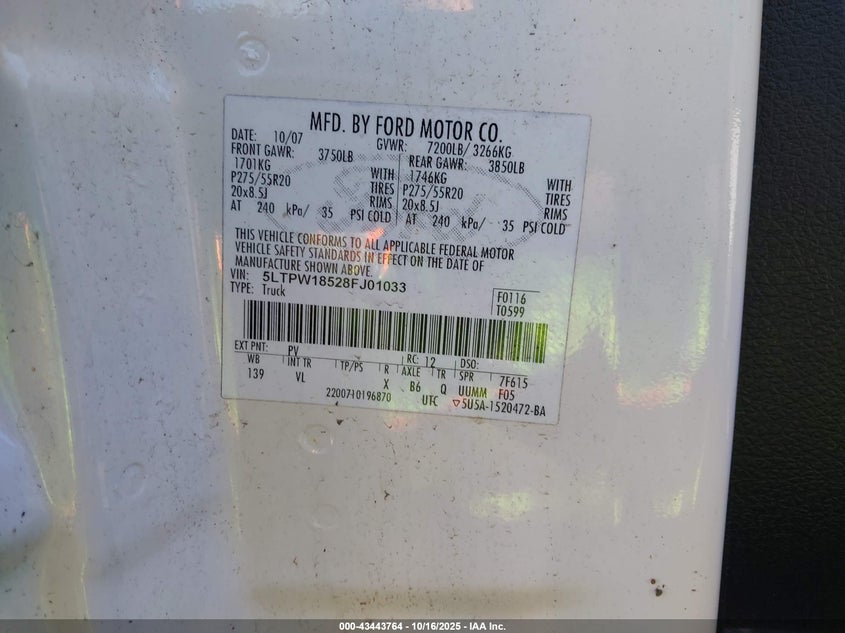 MFD. BY FORD MOTOR CO.
DATE: 10/07 GVWR: 7200LB/ 3266KG
FRONT GAWR: 3750LB REAR GAWR: 3850LB
1701KG WITH 1746KG WITH
P275/55R20 TIRES P275/55R20 TIRES
20x8.5J RIMS 20x8.5J RIMS
AT 240 kPa/ 35 PSI COLD AT 240 kPa/ 35 PSI COLD
THIS VEHICLE CONFORMS TO ALL APPLICABLE FEDERAL MOTOR
VEHICLE SAFETY STANDARDS IN EFFECT ON THE DATE OF
MANUFACTURE SHOWN ABOVE.
VIN: 5LTPW18528FJ01033
TYPE: Truck
F0116
T0599
EXT PNT: PV RC: 12 DSO:
WB INT TR TP/PS R AXLE TR SPR 7F615
139 VL X B6 Q UUMM F05
2200710196870 UTC ▽5U5A-1520472-BA
000-43443764 - 10/16/2025 - IAA Inc.